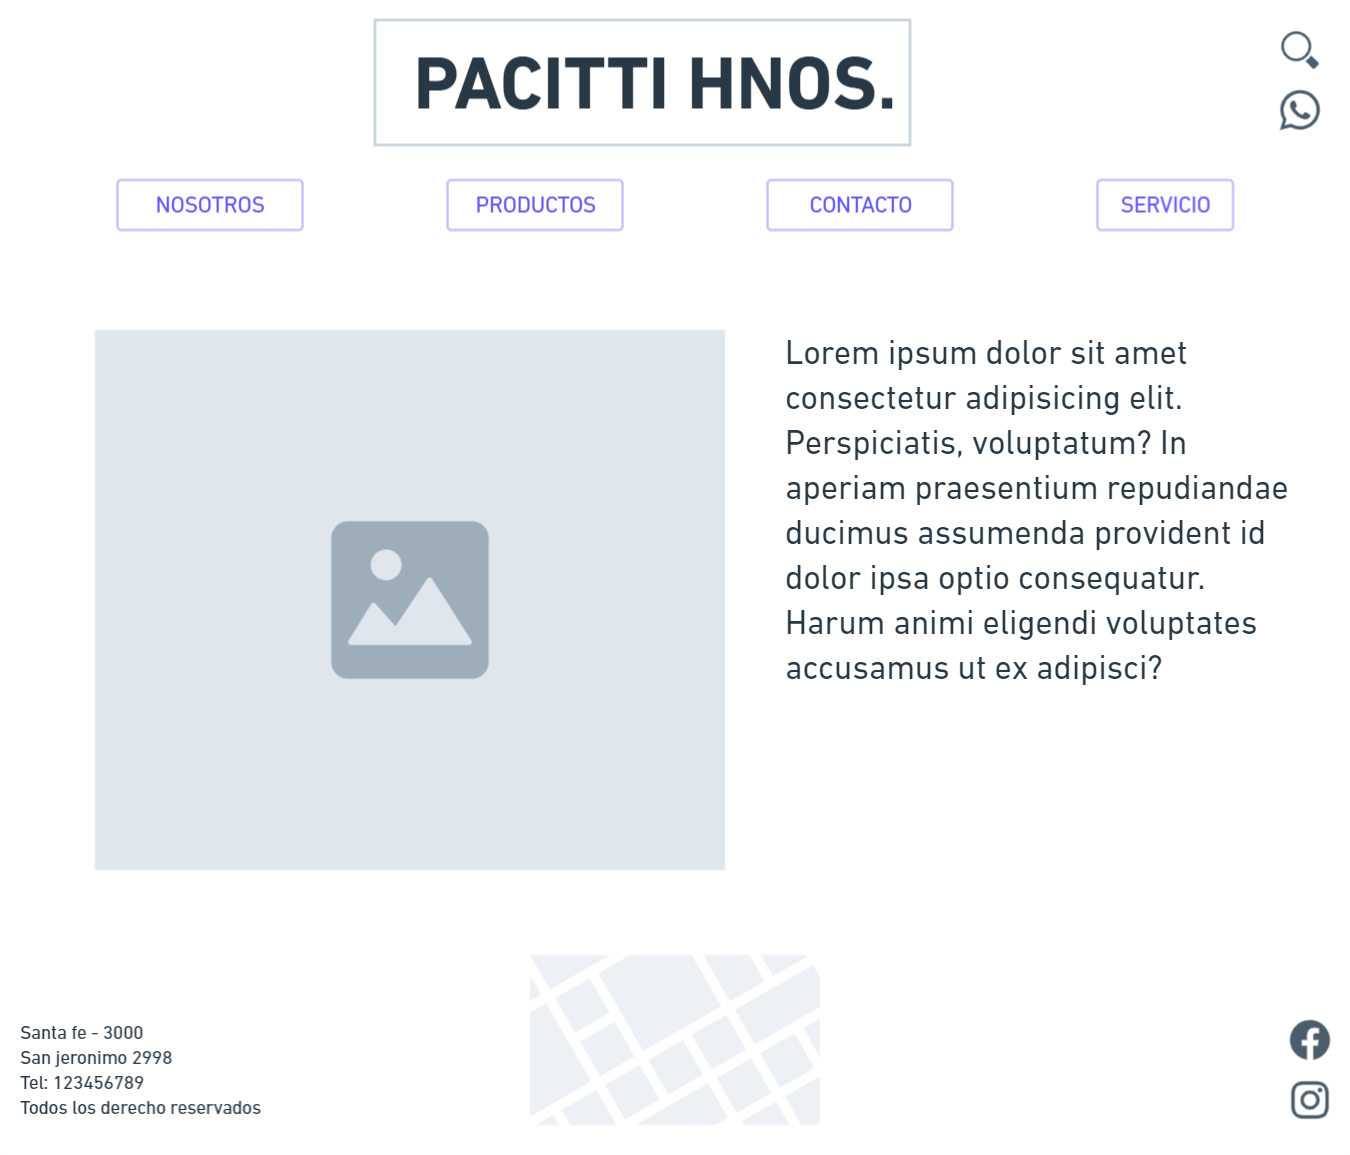 PACITTI HNOS.
NOSOTROS
PRODUCTOS
CONTACTO
SERVICIO
Lorem ipsum dolor sit amet
consectetur adipisicing elit.
Perspiciatis, voluptatum? In
aperiam praesentium repudiandae
ducimus assumenda provident id
dolor ipsa optio consequatur.
Harum animi eligendi voluptates
accusamus ut ex adipisci?
Santa fe - 3000
San jeronimo 2998
Tel: 123456789
Todos los derecho reservados